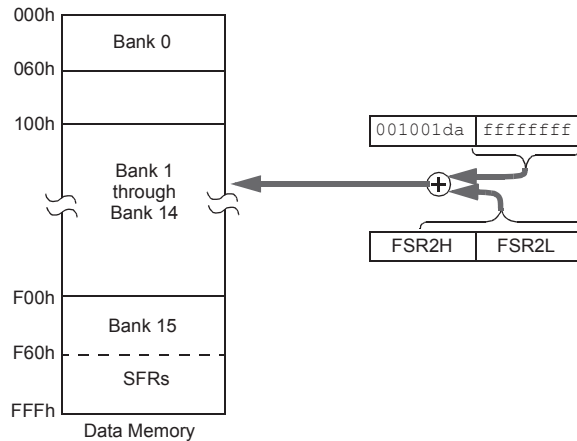 000h
Bank 0
060h
100h
Bank 1
through
Bank 14
F00h
Bank 15
F60h
SFRs
FFFh
Data Memory
001001da ffffffff
FSR2H FSR2L